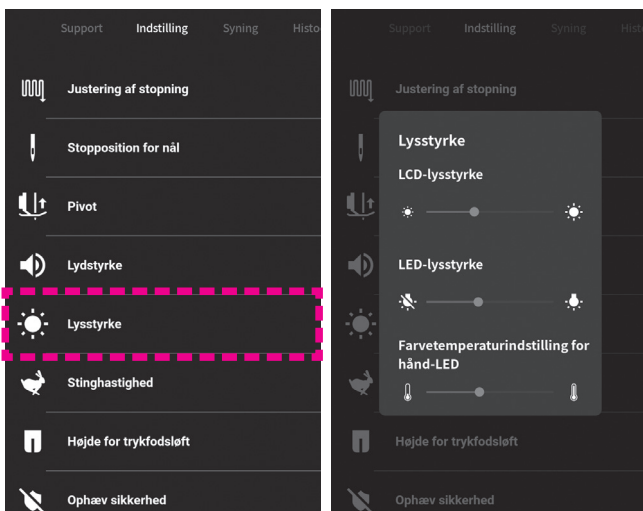 Support Indstilling Syning Histo
Justering af stopning
Stopposition for nål
Pivot
Lydstyrke
Lysstyrke
Stinghastighed
Højde for trykfodsløft
Ophæv sikkerhed
Support Indstilling Syning Hist
Justering af stopning
Lysstyrke
LCD-lysstyrke
LED-lysstyrke
Farvetemperaturindstilling for
hånd-LED
Højde for trykfodsløft
Ophæv sikkerhed